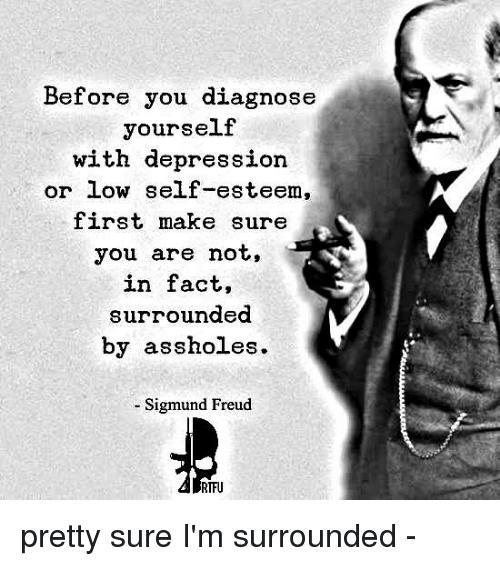 Before you diagnose
yourself
with depression
or low self-esteem,
first make sure
you are not,
in fact,
surrounded
by assholes.
- Sigmund Freud
RTFU
pretty sure I'm surrounded -